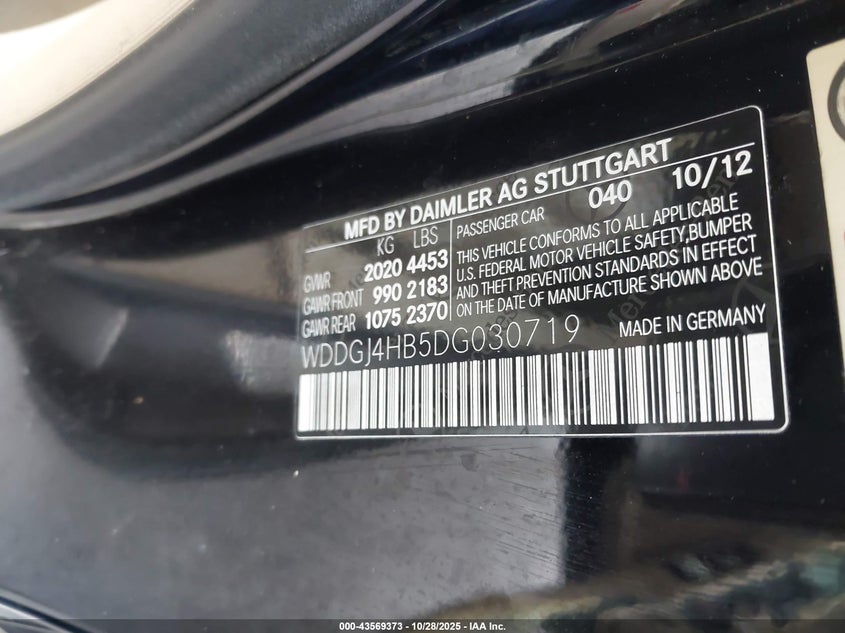 MFD BY DAIMLER AG STUTTGART
KG LBS
GVWR 2020 4453
GAWR FRONT 990 2183
GAWR REAR 1075 2370
PASSENGER CAR 040 10/12
THIS VEHICLE CONFORMS TO ALL APPLICABLE
U.S. FEDERAL MOTOR VEHICLE SAFETY,BUMPER
AND THEFT PREVENTION STANDARDS IN EFFECT
ON THE DATE OF MANUFACTURE SHOWN ABOVE
WDDGJ4HB5DG030719 MADE IN GERMANY
000-43569373 - 10/28/2025 - IAA Inc.